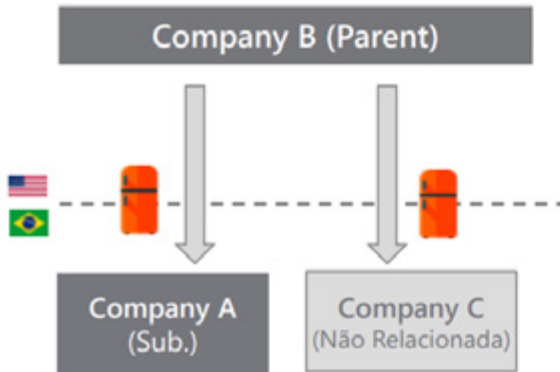 Company B (Parent)
Company A
(Sub.)
Company C
(Não Relacionada)